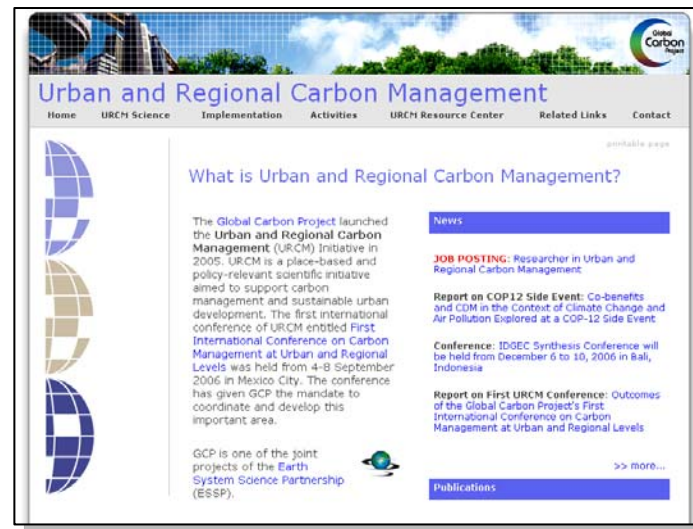 Global
Carbon
Project
Urban and Regional Carbon Management
Home URCM Science Implementation Activities URCM Resource Center Related Links Contact
printable page
What is Urban and Regional Carbon Management?
The Global Carbon Project launched
the Urban and Regional Carbon
Management (URCM) Initiative in
2005. URCM is a place-based and
policy-relevant scientific initiative
aimed to support carbon
management and sustainable urban
development. The first international
conference of URCM entitled First
International Conference on Carbon
Management at Urban and Regional
Levels was held from 4-8 September
2006 in Mexico City. The conference
has given GCP the mandate to
coordinate and develop this
important area.
GCP is one of the joint
projects of the Earth
System Science Partnership
(ESSP).
News
JOB POSTING: Researcher in Urban and
Regional Carbon Management
Report on COP12 Side Event: Co-benefits
and CDM in the Context of Climate Change and
Air Pollution Explored at a COP-12 Side Event
Conference: IDGEC Synthesis Conference will
be held from December 6 to 10, 2006 in Bali,
Indonesia
Report on First URCM Conference: Outcomes
of the Global Carbon Project's First
International Conference on Carbon
Management at Urban and Regional Levels
>> more...
Publications